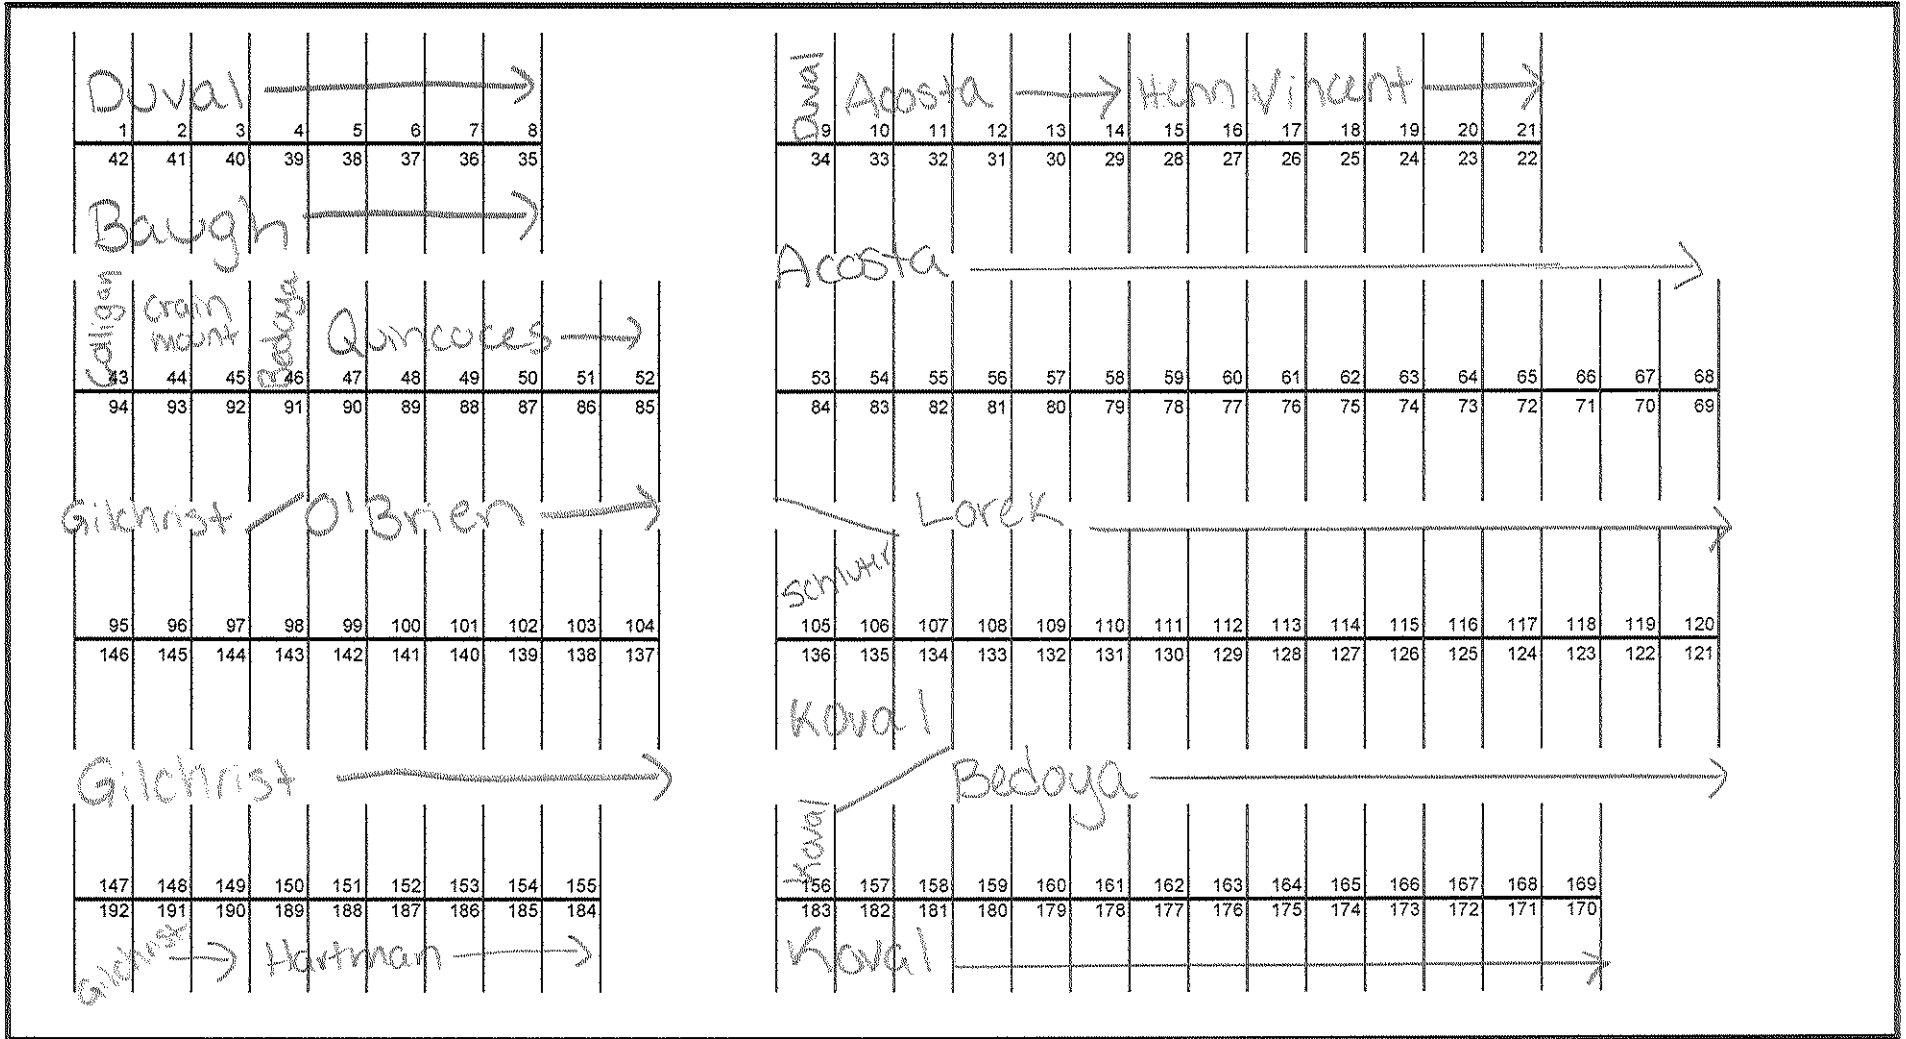 Duval Duval Acosta Henn Vincent
1 2 3 4 5 6 7 8 9 10 11 12 13 14 15 16 17 18 19 20 21
42 41 40 39 38 37 36 35 34 33 32 31 30 29 28 27 26 25 24 23 22
Baugh
Acosta
Colligan Crain mount Bedoya Quincoces
43 44 45 46 47 48 49 50 51 52 53 54 55 56 57 58 59 60 61 62 63 64 65 66 67 68
94 93 92 91 90 89 88 87 86 85 84 83 82 81 80 79 78 77 76 75 74 73 72 71 70 69
Gilchrist O'Brien Lorek
Schluter
95 96 97 98 99 100 101 102 103 104 105 106 107 108 109 110 111 112 113 114 115 116 117 118 119 120
146 145 144 143 142 141 140 139 138 137 136 135 134 133 132 131 130 129 128 127 126 125 124 123 122 121
Koval
Gilchrist Bedoya
Koval
147 148 149 150 151 152 153 154 155 156 157 158 159 160 161 162 163 164 165 166 167 168 169
192 191 190 189 188 187 186 185 184 183 182 181 180 179 178 177 176 175 174 173 172 171 170
Gilchrist Hartman Koval